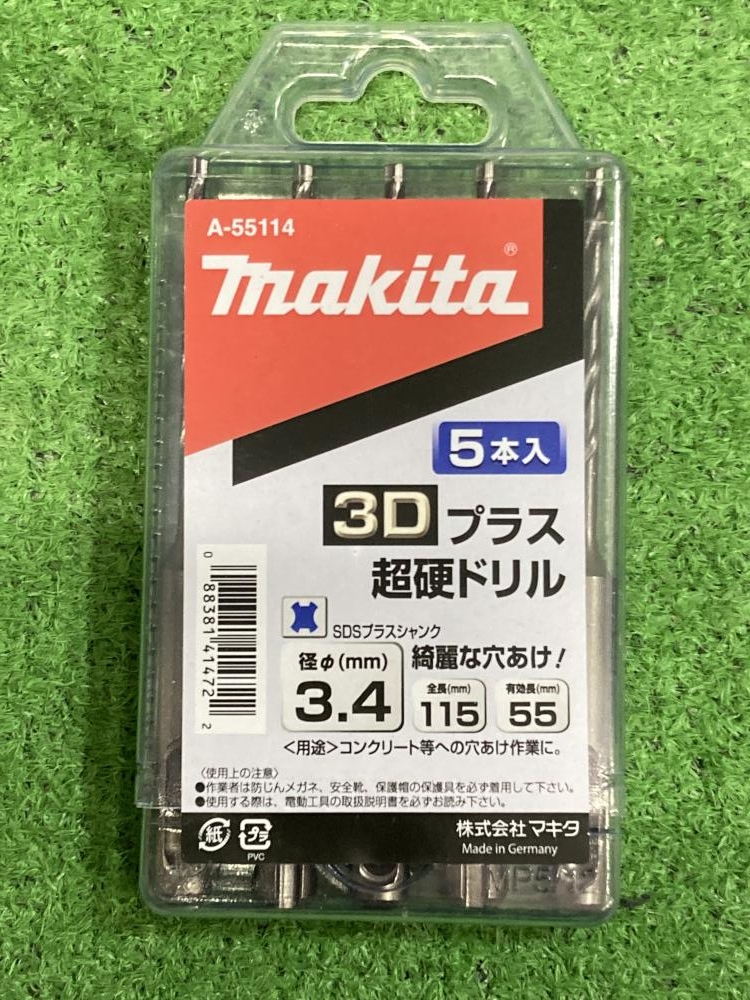 A-55114
makita®
5本入
3Dプラス
超硬ドリル
SDSプラスシャンク
径φ(mm)
3.4
綺麗な穴あけ!
全長(mm)
115
有効長(mm)
55
<用途>コンクリート等への穴あけ作業に。
0 88381 41472 2
〈使用上の注意〉
●作業者は防じんメガネ、安全靴、保護帽の保護具を必ず着用して下さい。
●使用する際は、電動工具の取扱説明書を必ずお読み下さい。
紙
プラ
PVC
株式会社マキタ
Made in Germany